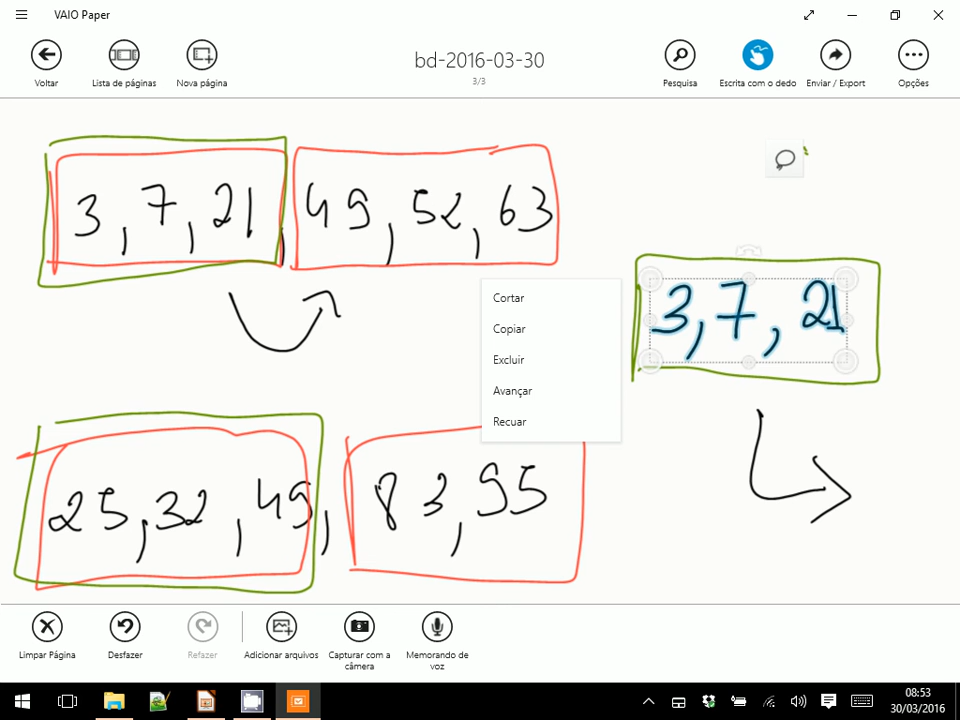 VAIO Paper
bd-2016-03-30
3/3
Voltar
Lista de páginas
Nova página
Pesquisa
Escrita com o dedo
Enviar / Export
Opções
3, 7, 21, 49, 52, 63
3, 7, 21
Cortar
Copiar
Excluir
Avançar
Recuar
25, 32, 49, 83, 95
Limpar Página
Desfazer
Refazer
Adicionar arquivos
Capturar com a
câmera
Memorando de
voz
08:53
30/03/2016